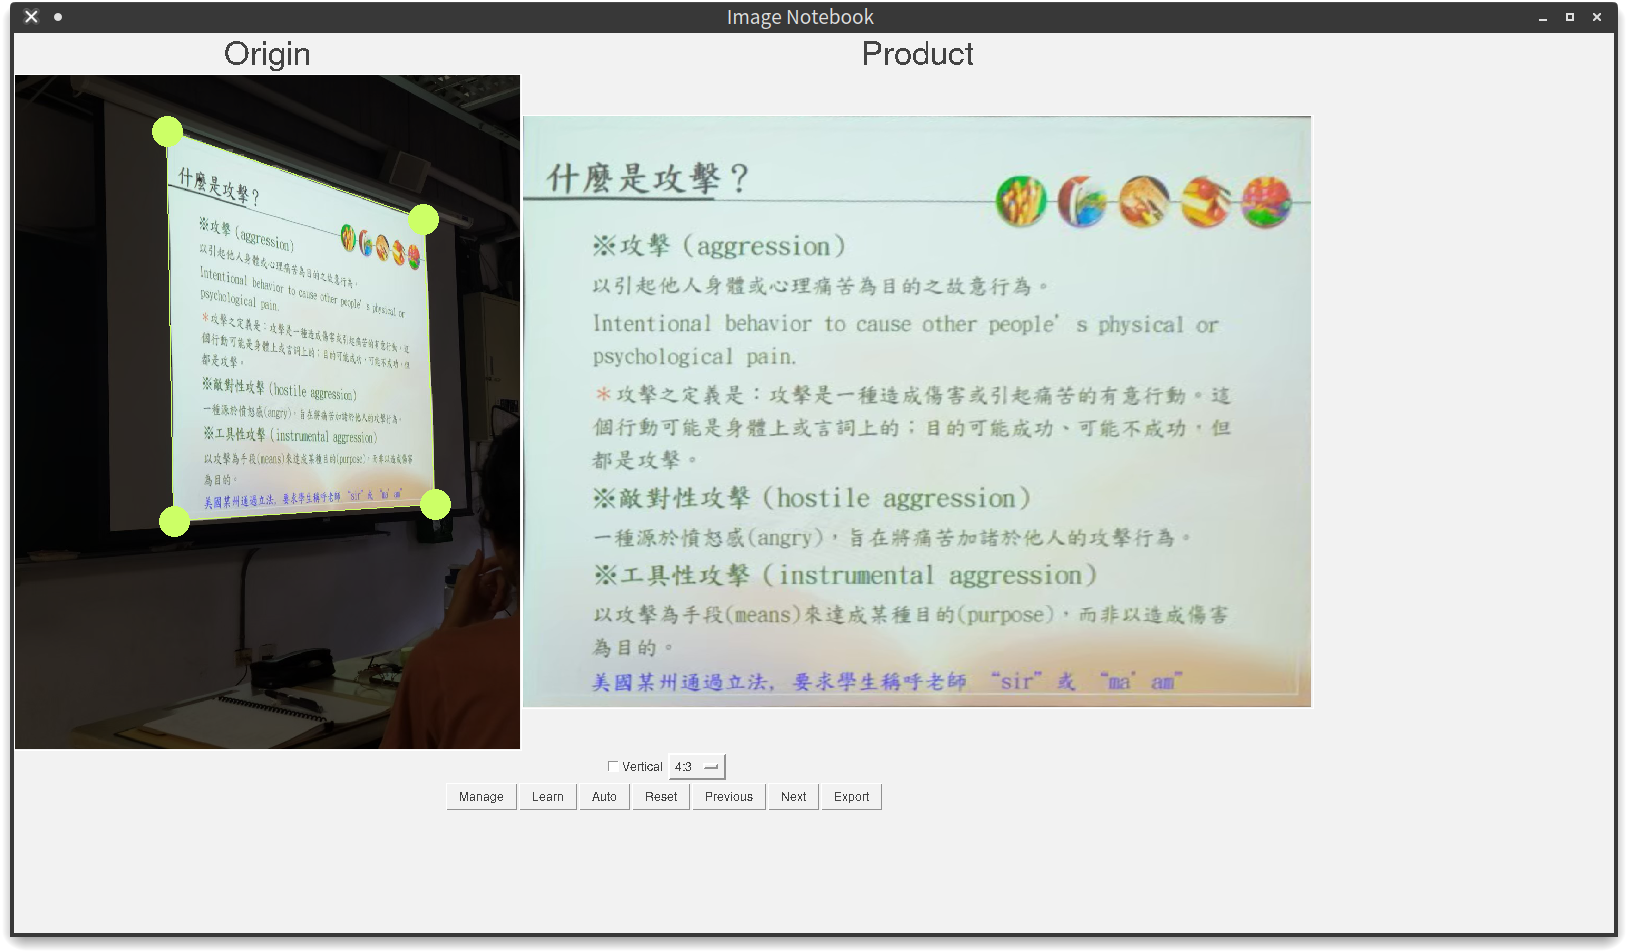 Image Notebook
Origin
Product
什麼是攻擊？
※攻擊（aggression）
以引起他人身體或心理痛苦為目的之故意行為。
Intentional behavior to cause other people’s physical or
psychological pain.
＊攻擊之定義是：攻擊是一種造成傷害或引起痛苦的有意行動，這
個行動可能是身體上或言詞上的；目的可能成功，可能不成功，但
都是攻擊。
※敵對性攻擊（hostile aggression）
一種源於憤怒感(angry)，旨在將痛苦加諸於他人的攻擊行為。
※工具性攻擊（instrumental aggression）
以攻擊為手段(means)來達成某種目的(purpose)，而非以造成傷害
為目的。
美國某州通過立法，要求學生稱呼老師 “sir”或 “ma’am”
什麼是攻擊？
※攻擊（aggression）
以引起他人身體或心理痛苦為目的之故意行為。
Intentional behavior to cause other people’s physical or
psychological pain.
＊攻擊之定義是：攻擊是一種造成傷害或引起痛苦的有意行動。這
個行動可能是身體上或言詞上的；目的可能成功、可能不成功，但
都是攻擊。
※敵對性攻擊（hostile aggression）
一種源於憤怒感(angry)，旨在將痛苦加諸於他人的攻擊行為。
※工具性攻擊（instrumental aggression）
以攻擊為手段(means)來達成某種目的(purpose)，而非以造成傷害
為目的。
美國某州通過立法, 要求學生稱呼老師 “sir”或 “ma’am”
Vertical 4:3
Manage Learn Auto Reset Previous Next Export